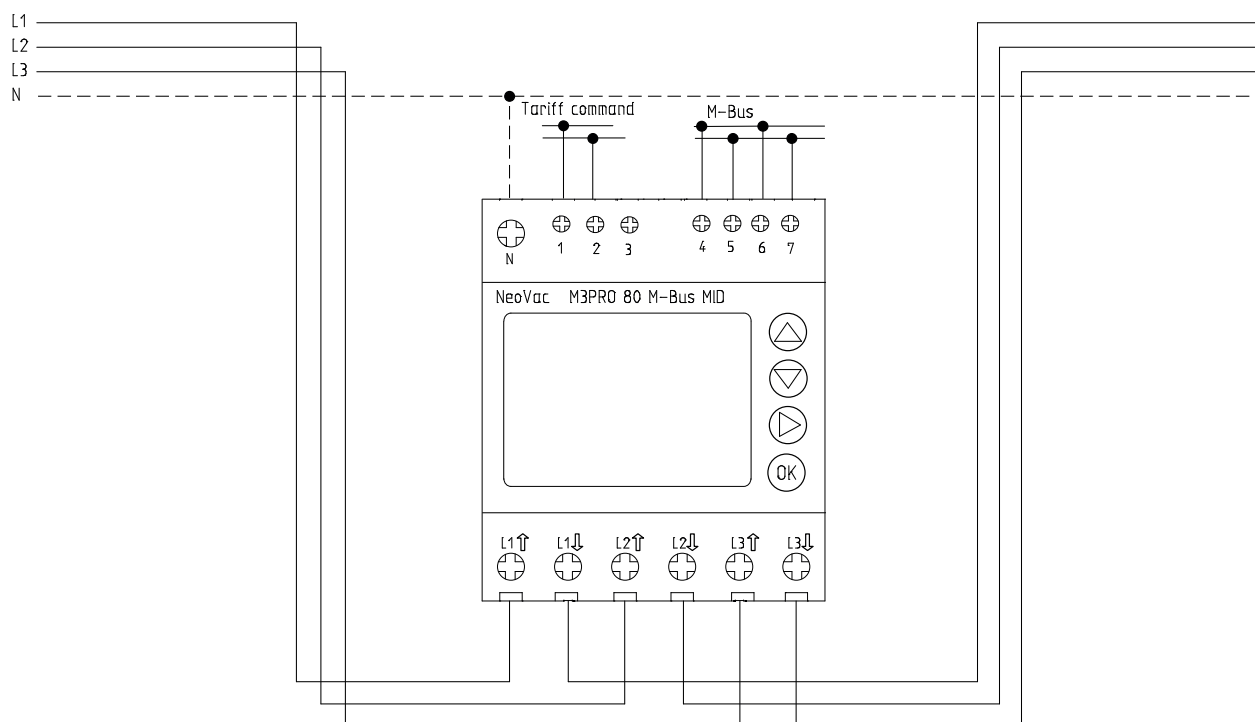 L1
L2
L3
N
Tariff command
M-Bus
N
1
2
3
4
5
6
7
NeoVac M3PRO 80 M-Bus MID
OK
L1⇧ L1⇩ L2⇧ L2⇩ L3⇧ L3⇩